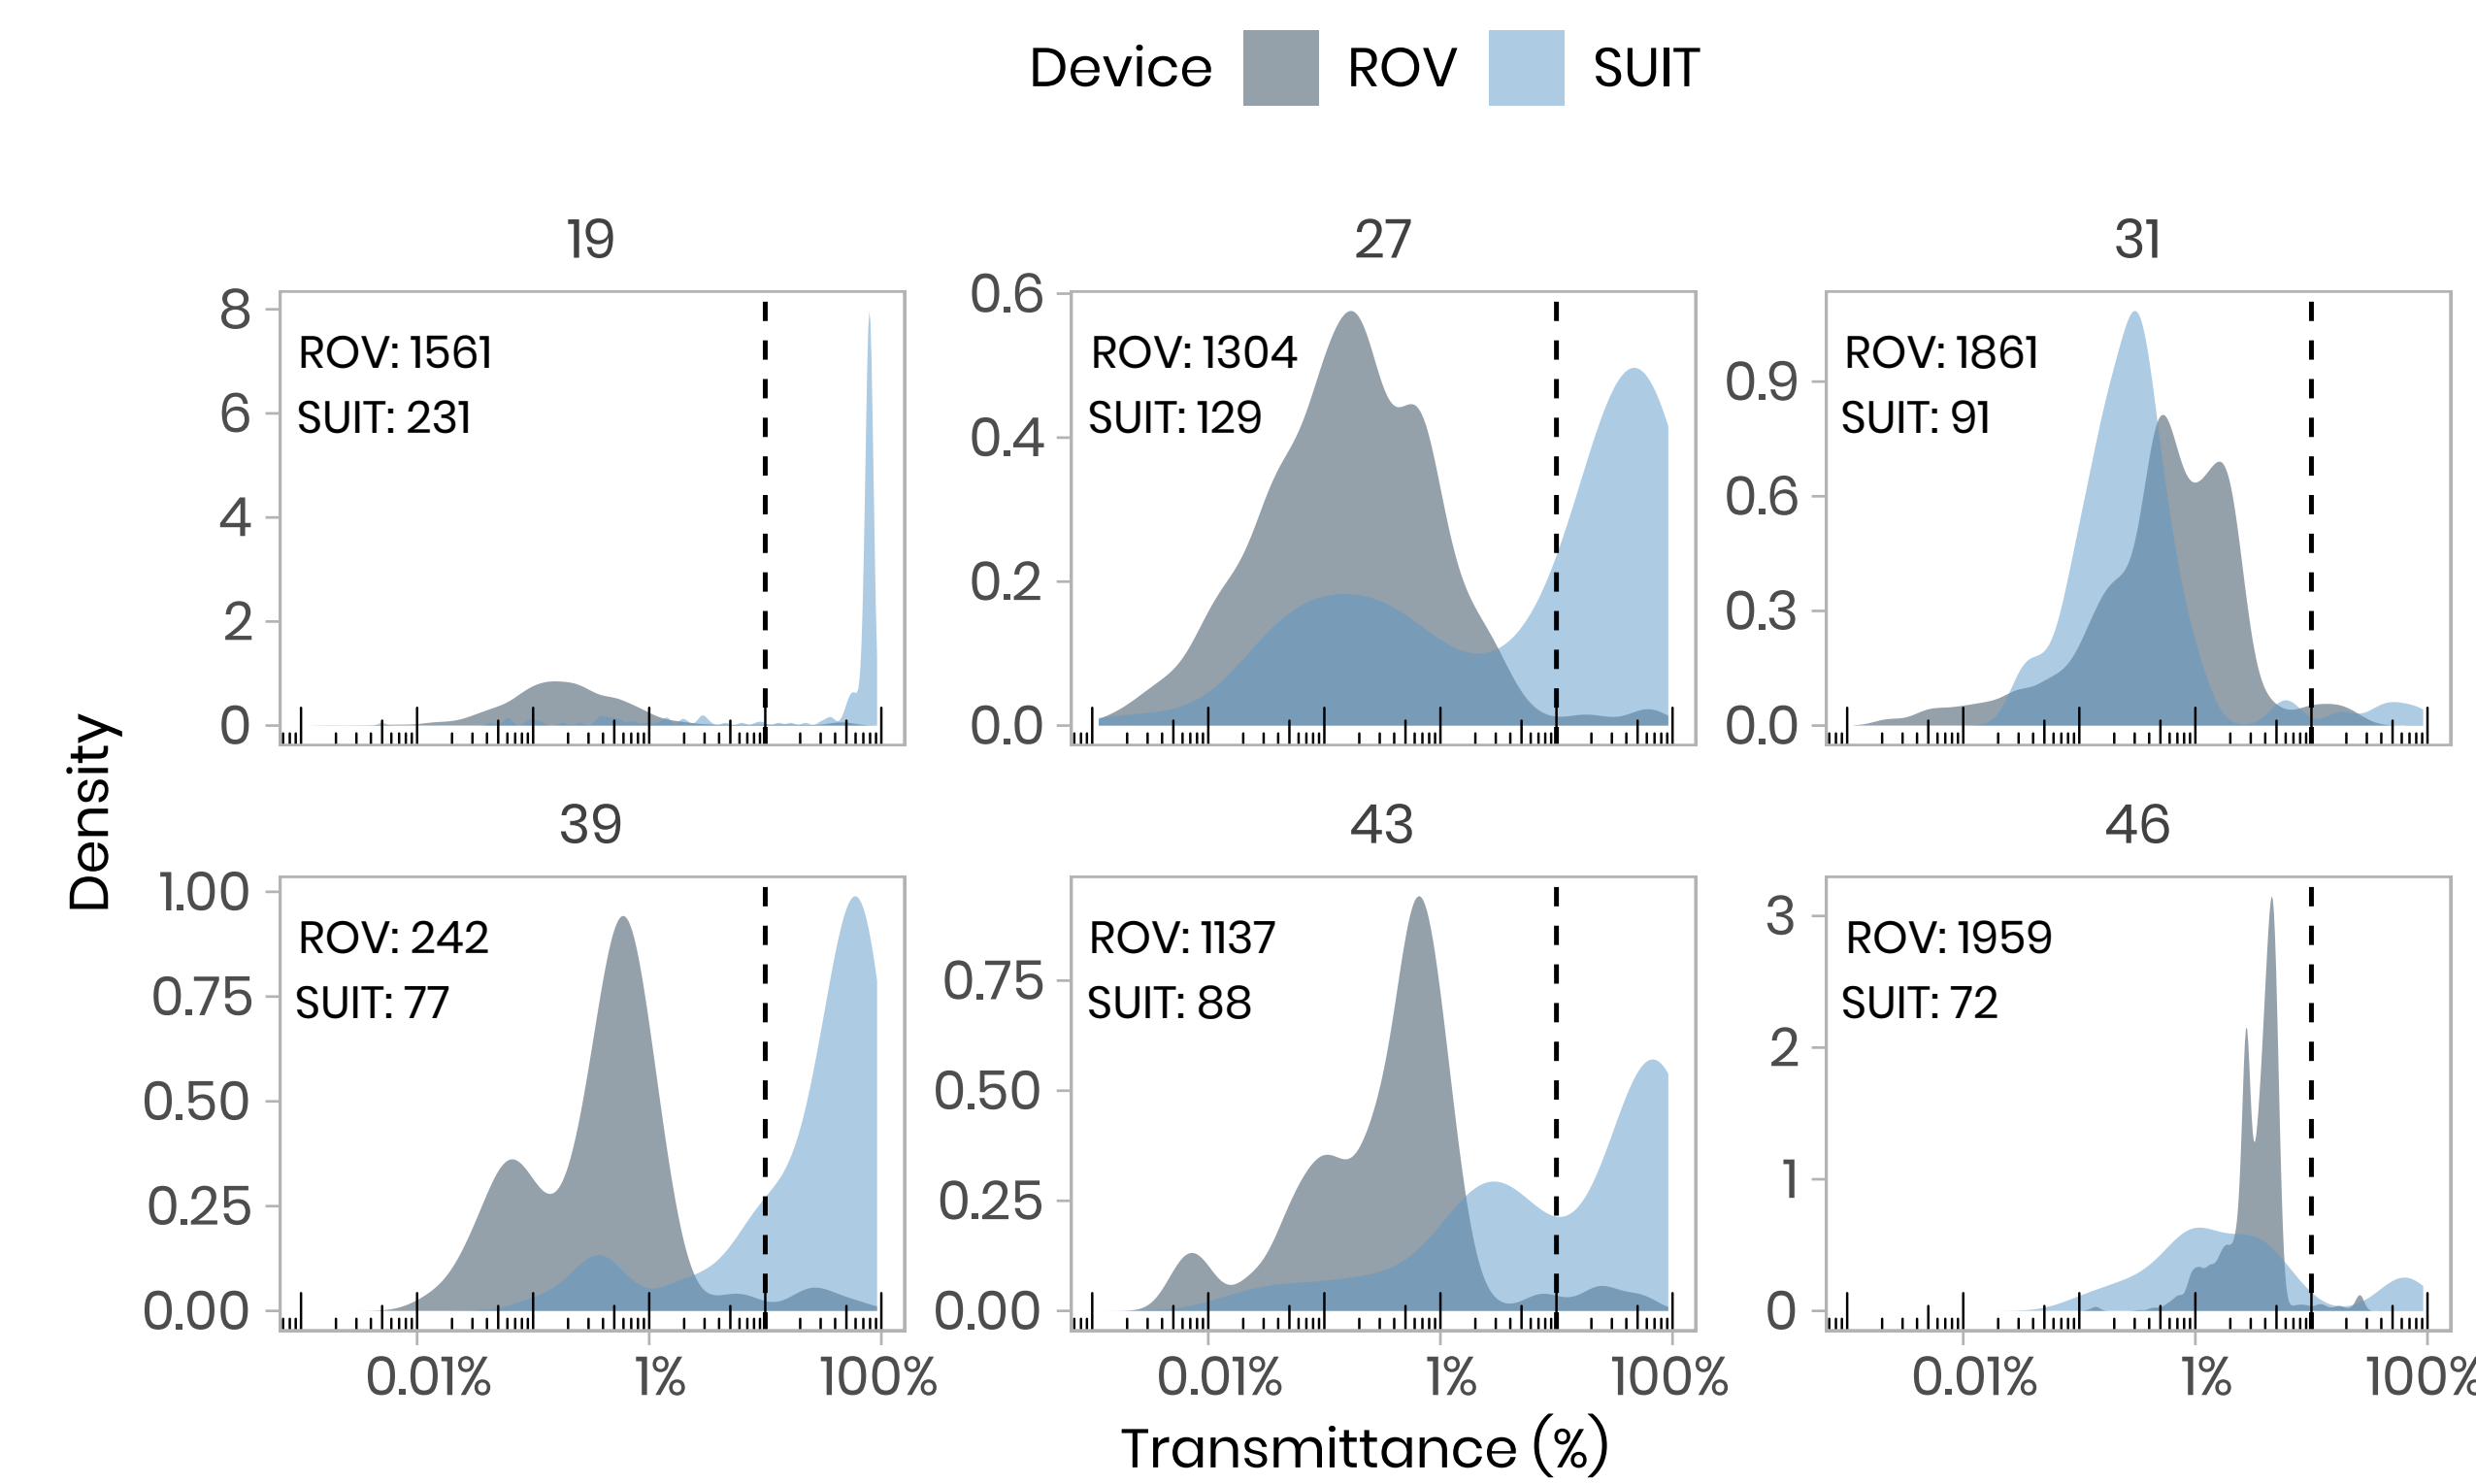 Device ROV SUIT
19 27 31
8
6
4
2
0
ROV: 1561
SUIT: 231
0.6
0.4
0.2
0.0
ROV: 1304
SUIT: 129
0.9
0.6
0.3
0.0
ROV: 1861
SUIT: 91
Density
39 43 46
1.00
0.75
0.50
0.25
0.00
ROV: 242
SUIT: 77
0.75
0.50
0.25
0.00
ROV: 1137
SUIT: 88
3
2
1
0
ROV: 1959
SUIT: 72
0.01% 1% 100% 0.01% 1% 100% 0.01% 1% 100%
Transmittance (%)